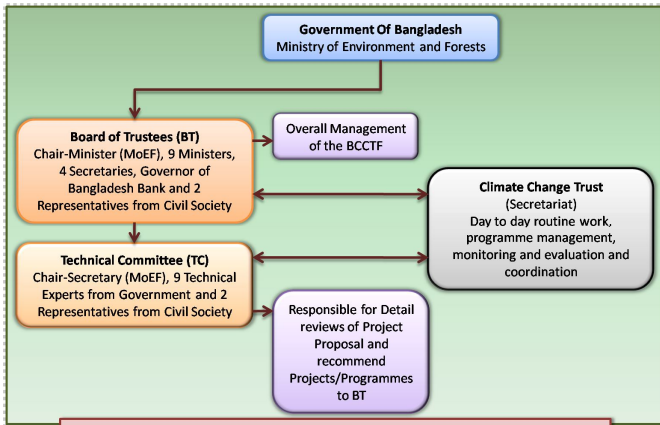 Government Of Bangladesh
Ministry of Environment and Forests
Board of Trustees (BT)
Chair-Minister (MoEF), 9 Ministers,
4 Secretaries, Governor of
Bangladesh Bank and 2
Representatives from Civil Society
Overall Management
of the BCCTF
Climate Change Trust
(Secretariat)
Day to day routine work,
programme management,
monitoring and evaluation and
coordination
Technical Committee (TC)
Chair-Secretary (MoEF), 9 Technical
Experts from Government and 2
Representatives from Civil Society
Responsible for Detail
reviews of Project
Proposal and
recommend
Projects/Programmes
to BT